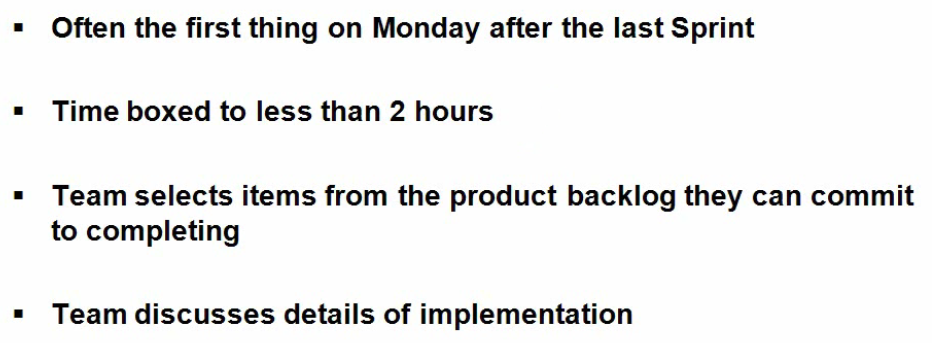 ▪ Often the first thing on Monday after the last Sprint
▪ Time boxed to less than 2 hours
▪ Team selects items from the product backlog they can commit
to completing
▪ Team discusses details of implementation